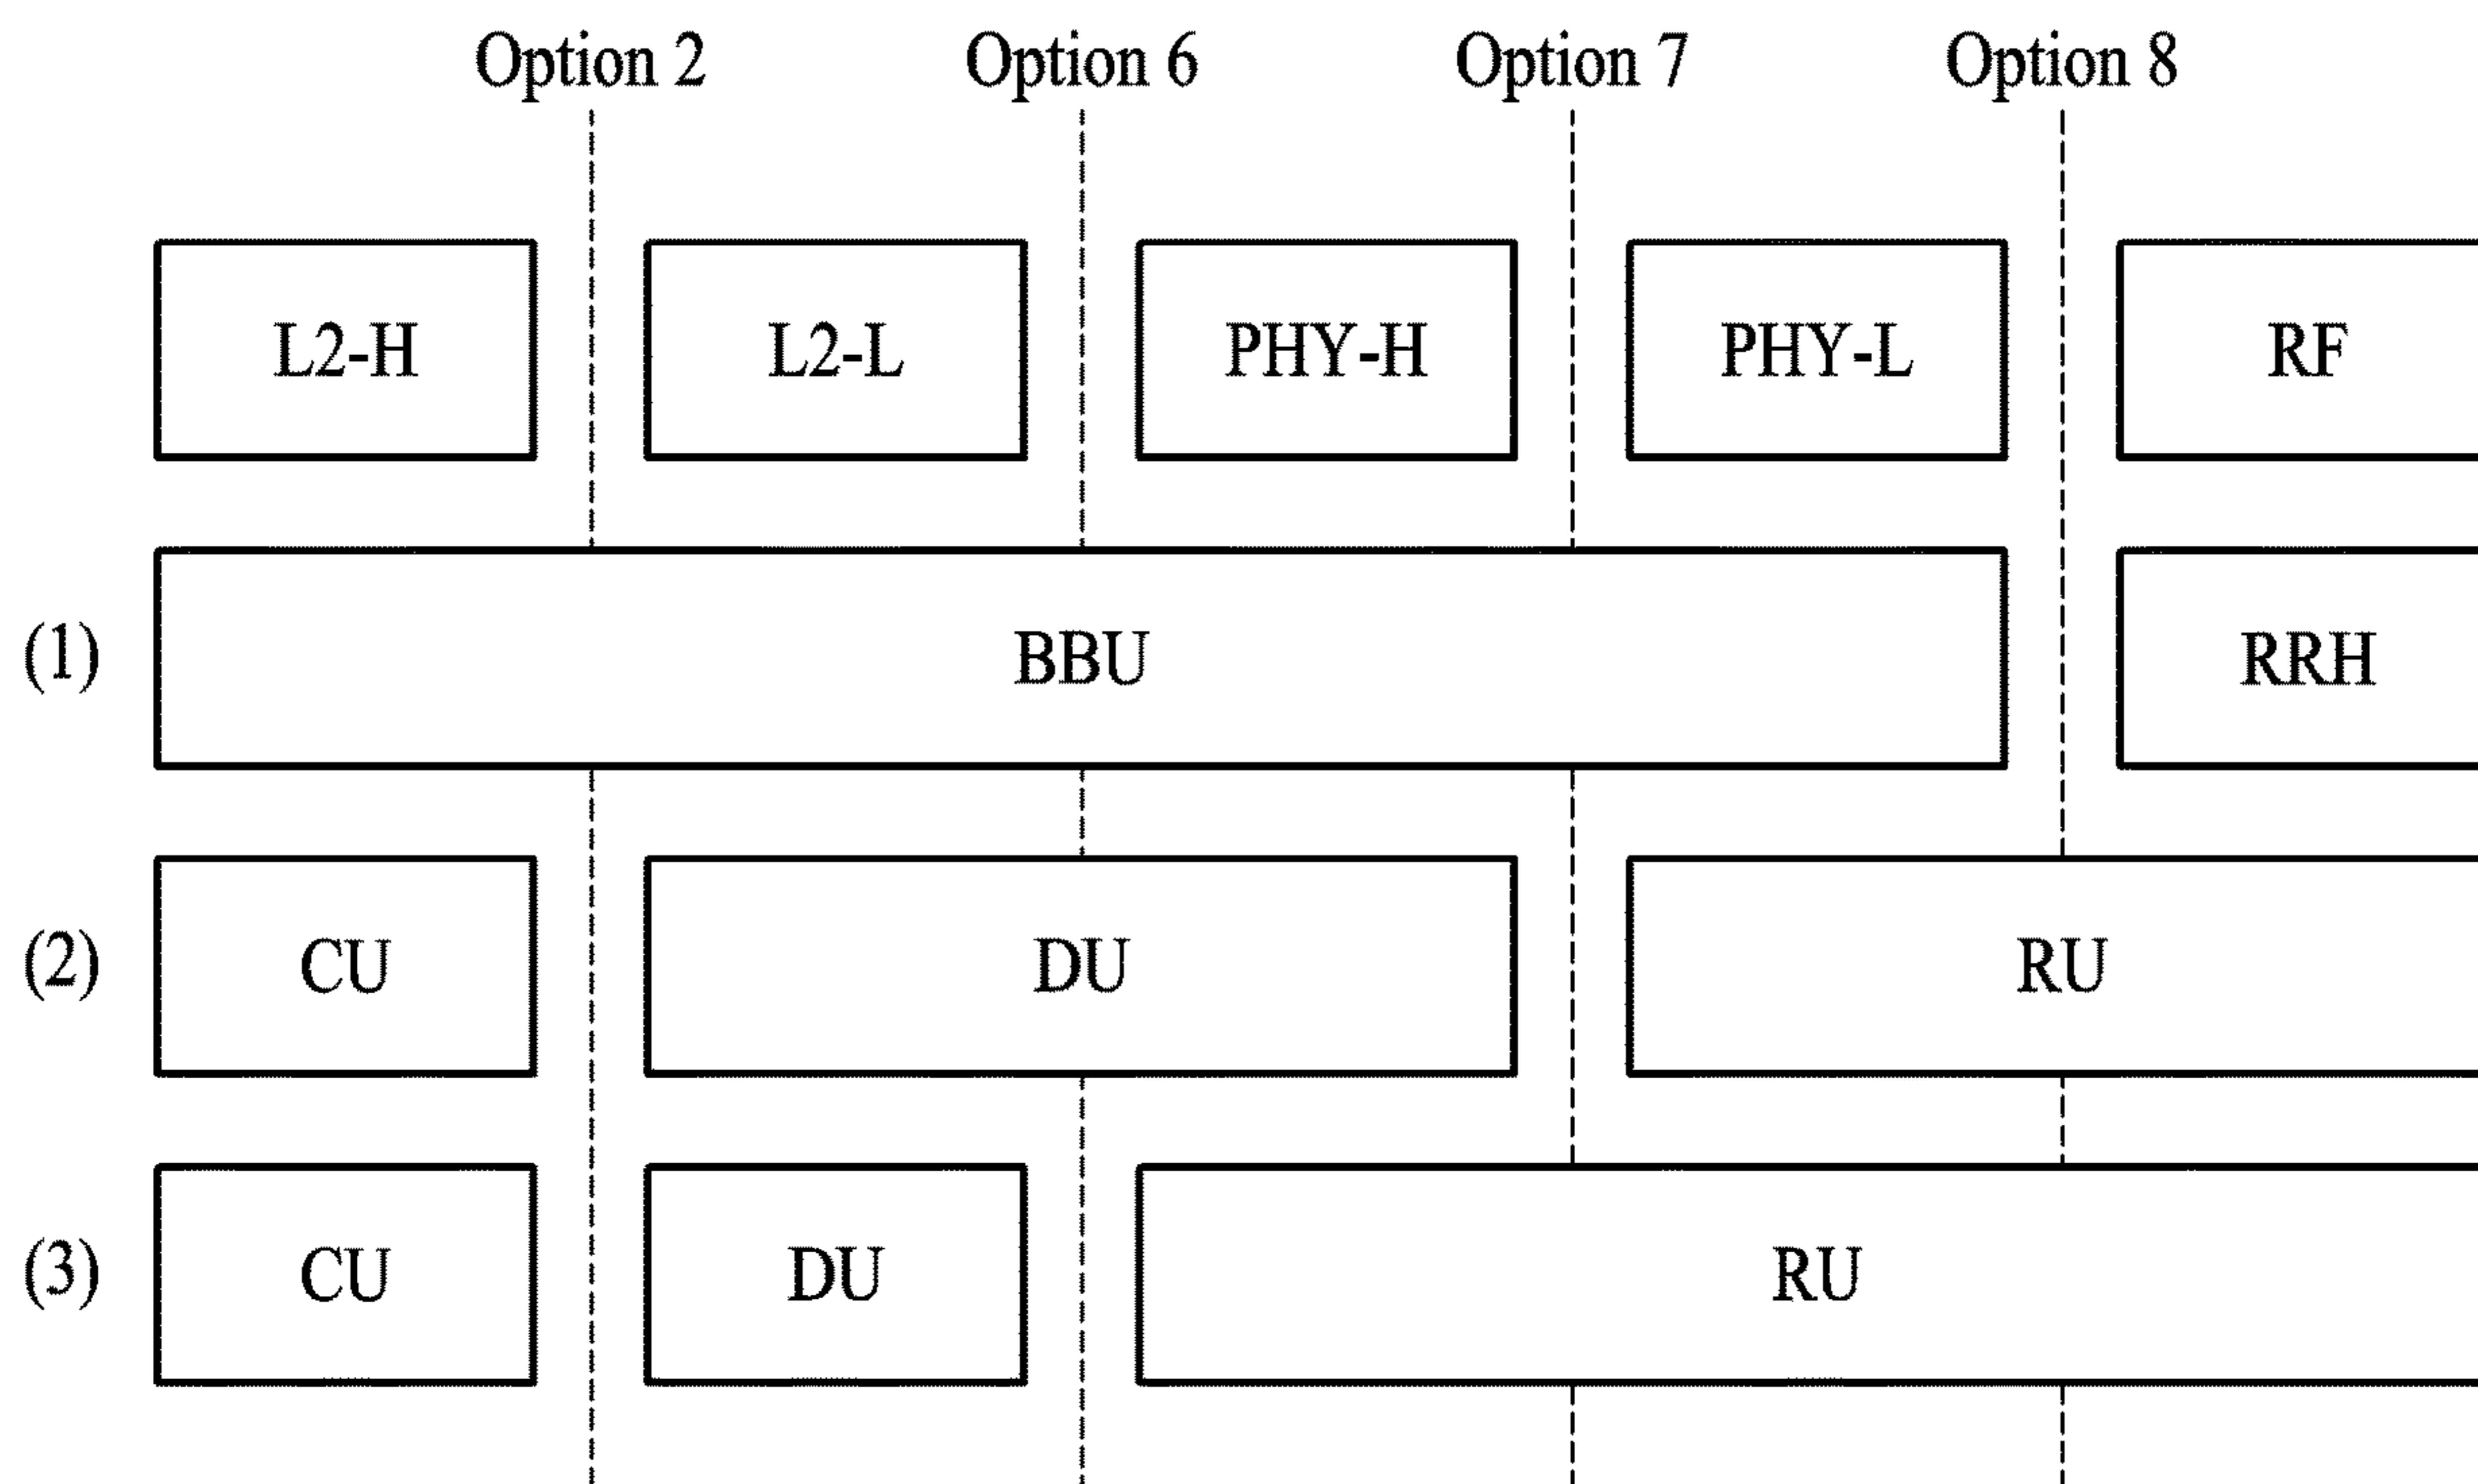 Option 2 Option 6 Option 7 Option 8
L2-H L2-L PHY-H PHY-L RF
(1) BBU RRH
(2) CU DU RU
(3) CU DU RU